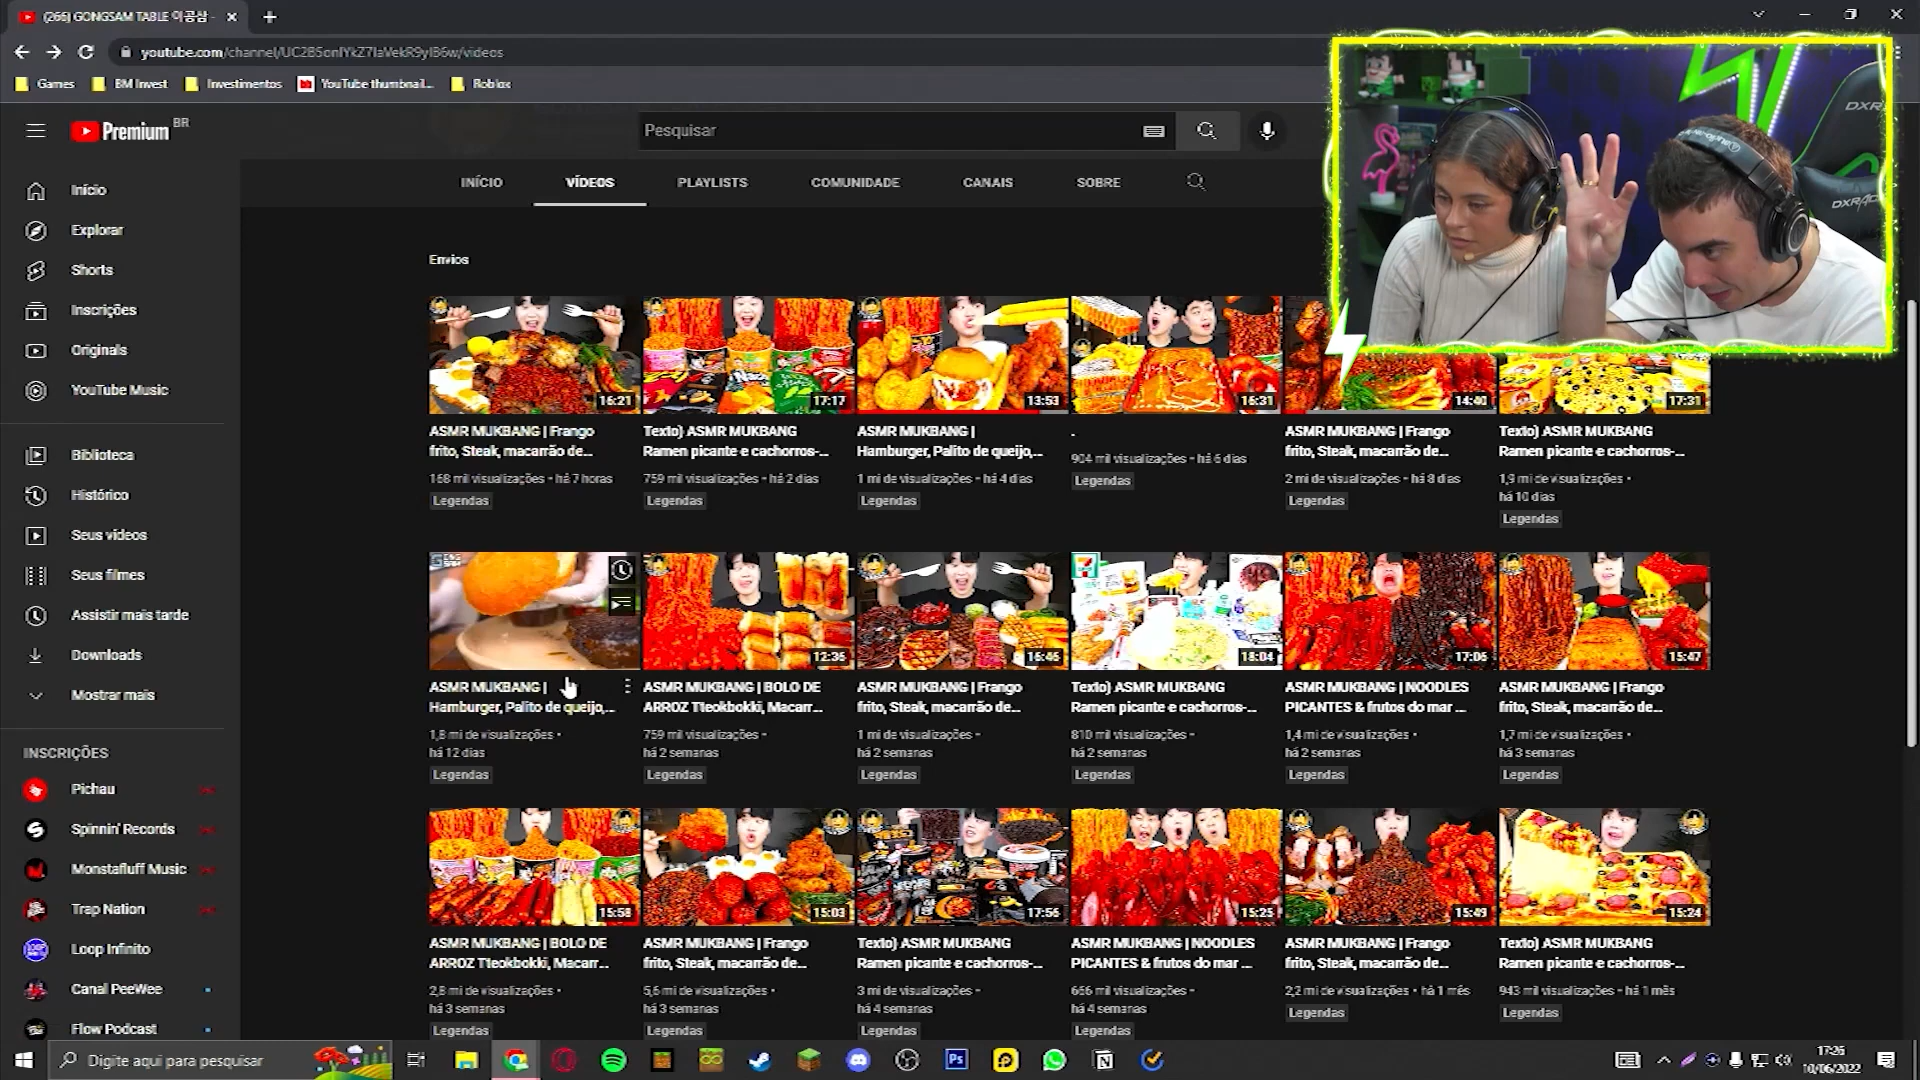 (266) GONGSAM TABLE 이공삼 -
youtube.com/channel/
Games
BM Invest
Investimentos
YouTube thumbnail...
Roblox
Premium BR
Pesquisar
INÍCIO
VÍDEOS
PLAYLISTS
COMUNIDADE
CANAIS
SOBRE
Início
Explorar
Shorts
Inscrições
Originals
YouTube Music
Biblioteca
Histórico
Seus vídeos
Seus filmes
Assistir mais tarde
Downloads
Mostrar mais
INSCRIÇÕES
Pichau
Spinnin' Records
Monstafluff Music
Trap Nation
Loop Infinito
Canal PeeWee
Flow Podcast
Envios
16:21
17:17
13:53
16:31
14:40
17:31
ASMR MUKBANG | Frango
frito, Steak, macarrão de...
168 mil visualizações • há 7 horas
Legendas
Texto) ASMR MUKBANG
Ramen picante e cachorros-...
759 mil visualizações • há 2 dias
Legendas
ASMR MUKBANG |
Hamburger, Palito de queijo,...
1 mi de visualizações • há 4 dias
Legendas
.
904 mil visualizações • há 6 dias
Legendas
ASMR MUKBANG | Frango
frito, Steak, macarrão de...
2 mi de visualizações • há 8 dias
Legendas
Texto) ASMR MUKBANG
Ramen picante e cachorros-...
1,9 mi de visualizações •
há 10 dias
Legendas
12:36
16:46
18:04
17:06
15:47
ASMR MUKBANG |
Hamburger, Palito de queijo,...
1,8 mi de visualizações •
há 12 dias
Legendas
ASMR MUKBANG | BOLO DE
ARROZ Tteokbokki, Macarr...
759 mil visualizações •
há 2 semanas
Legendas
ASMR MUKBANG | Frango
frito, Steak, macarrão de...
1 mi de visualizações •
há 2 semanas
Legendas
Texto) ASMR MUKBANG
Ramen picante e cachorros-...
810 mil visualizações •
há 2 semanas
Legendas
ASMR MUKBANG | NOODLES
PICANTES & frutos do mar ...
1,4 mi de visualizações •
há 2 semanas
Legendas
ASMR MUKBANG | Frango
frito, Steak, macarrão de...
1,7 mi de visualizações •
há 3 semanas
Legendas
15:58
15:03
17:56
15:25
15:49
15:24
ASMR MUKBANG | BOLO DE
ARROZ Tteokbokki, Macarr...
2,8 mi de visualizações •
há 3 semanas
Legendas
ASMR MUKBANG | Frango
frito, Steak, macarrão de...
5,6 mi de visualizações •
há 3 semanas
Legendas
Texto) ASMR MUKBANG
Ramen picante e cachorros-...
3 mi de visualizações •
há 4 semanas
Legendas
ASMR MUKBANG | NOODLES
PICANTES & frutos do mar ...
666 mil visualizações •
há 4 semanas
Legendas
ASMR MUKBANG | Frango
frito, Steak, macarrão de...
2,2 mi de visualizações • há 1 mês
Legendas
Texto) ASMR MUKBANG
Ramen picante e cachorros-...
943 mil visualizações • há 1 mês
Legendas
Digite aqui para pesquisar
Ps
17:26
10/06/2022